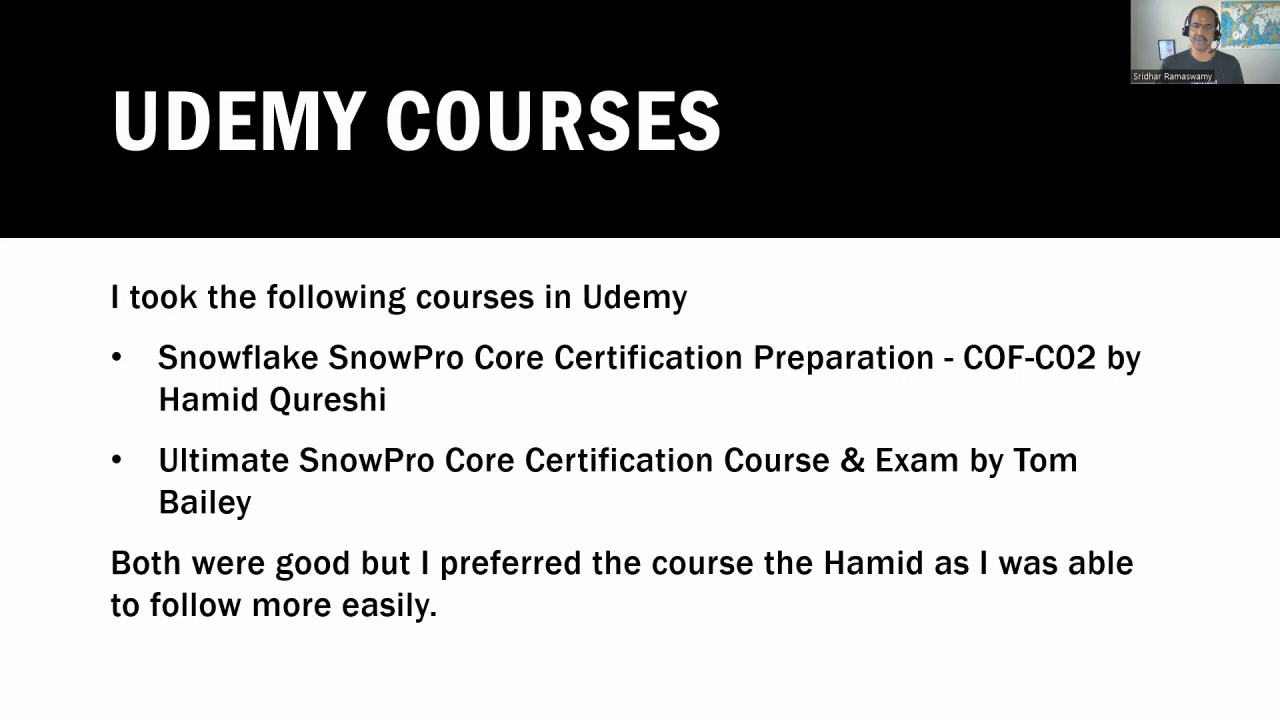 Sridhar Ramaswamy
UDEMY COURSES
I took the following courses in Udemy
• Snowflake SnowPro Core Certification Preparation - COF-C02 by
Hamid Qureshi
• Ultimate SnowPro Core Certification Course & Exam by Tom
Bailey
Both were good but I preferred the course the Hamid as I was able
to follow more easily.